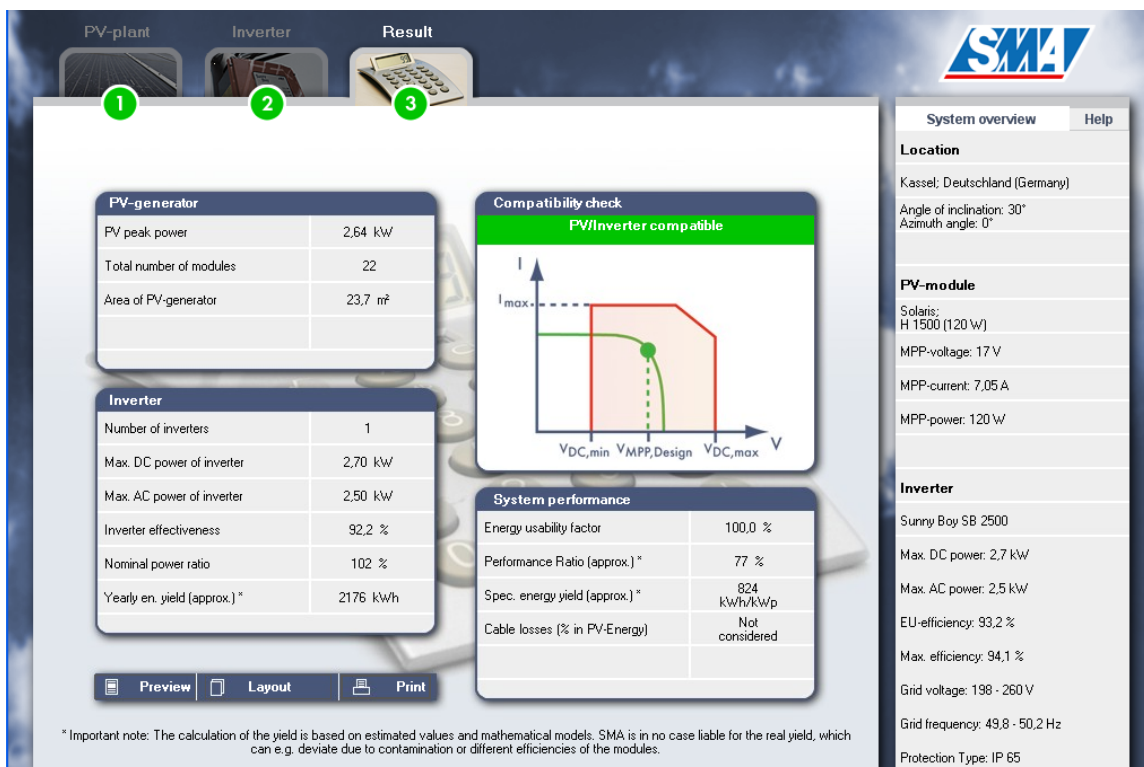 PV-plant
Inverter
Result
1
2
3
SMA
System overview
Help
Location
Kassel; Deutschland (Germany)
Angle of inclination: 30°
Azimuth angle: 0°
PV-module
Solaris;
H 1500 (120 W)
MPP-voltage: 17 V
MPP-current: 7,05 A
MPP-power: 120 W
Inverter
Sunny Boy SB 2500
Max. DC power: 2,7 kW
Max. AC power: 2,5 kW
EU-efficiency: 93,2 %
Max. efficiency: 94,1 %
Grid voltage: 198 - 260 V
Grid frequency: 49,8 - 50,2 Hz
Protection Type: IP 65
PV-generator
PV peak power 2,64 kW
Total number of modules 22
Area of PV-generator 23,7 m²
Inverter
Number of inverters 1
Max. DC power of inverter 2,70 kW
Max. AC power of inverter 2,50 kW
Inverter effectiveness 92,2 %
Nominal power ratio 102 %
Yearly en. yield (approx.) * 2176 kWh
Compatibility check
PV/Inverter compatible
I
Imax.
VDC,min VMPP,Design VDC,max V
System performance
Energy usability factor 100,0 %
Performance Ratio (approx.) * 77 %
Spec. energy yield (approx.) * 824 kWh/kWp
Cable losses (% in PV-Energy) Not considered
Preview
Layout
Print
* Important note: The calculation of the yield is based on estimated values and mathematical models. SMA is in no case liable for the real yield, which
can e.g. deviate due to contamination or different efficiencies of the modules.